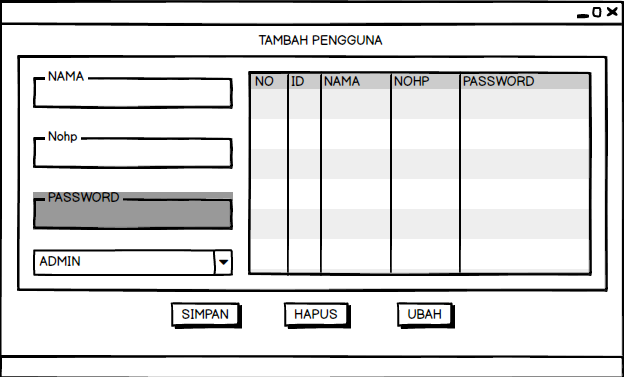 TAMBAH PENGGUNA
NAMA
Nohp
PASSWORD
ADMIN
NO ID NAMA NOHP PASSWORD
SIMPAN HAPUS UBAH